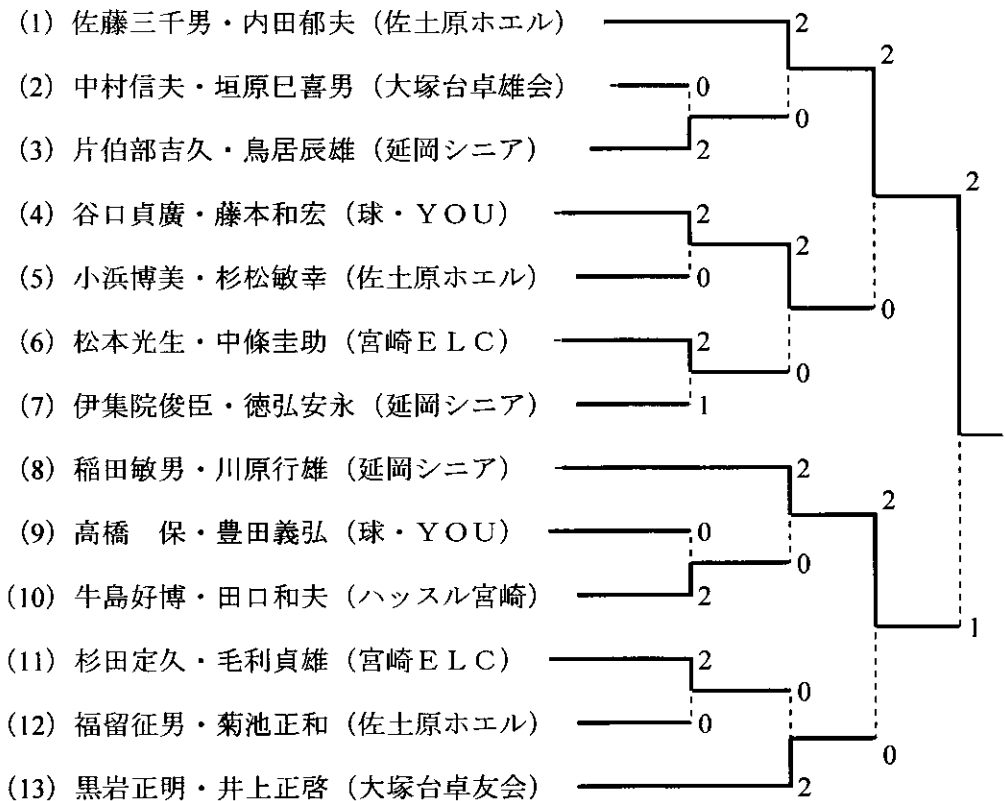 (1) 佐藤三千男・内田郁夫（佐土原ホエル） 2
2
(2) 中村信夫・垣原巳喜男（大塚台卓雄会） 0
0
(3) 片伯部吉久・鳥居辰雄（延岡シニア） 2
2
(4) 谷口貞廣・藤本和宏（球・ＹＯＵ） 2
2
(5) 小浜博美・杉松敏幸（佐土原ホエル） 0
0
(6) 松本光生・中條圭助（宮崎ＥＬＣ） 2
0
(7) 伊集院俊臣・徳弘安永（延岡シニア） 1
(8) 稲田敏男・川原行雄（延岡シニア） 2
2
(9) 高橋　保・豊田義弘（球・ＹＯＵ） 0
0
(10) 牛島好博・田口和夫（ハッスル宮崎） 2
1
(11) 杉田定久・毛利貞雄（宮崎ＥＬＣ） 2
0
(12) 福留征男・菊池正和（佐土原ホエル） 0
0
(13) 黒岩正明・井上正啓（大塚台卓友会） 2